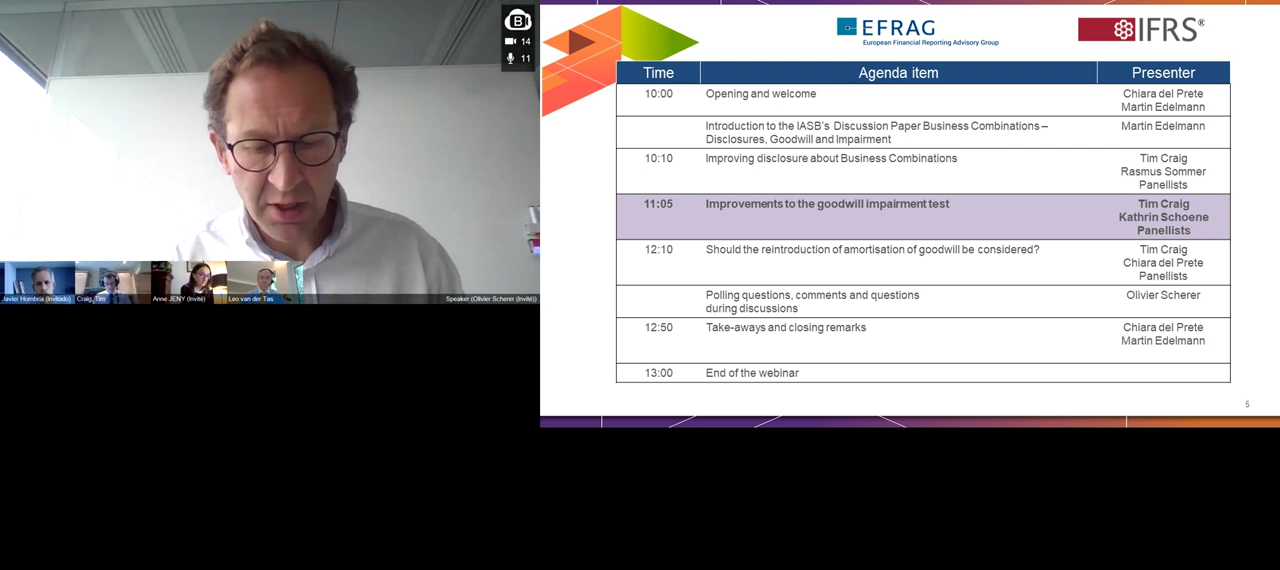 B
14
11
Javier Hombria (Invitado)
Craig, Tim
Anne JENY (Invité)
Leo van der Tas
Speaker (Olivier Scherer (Invité))
EFRAG
European Financial Reporting Advisory Group
IFRS®
Time Agenda item Presenter
10:00 Opening and welcome Chiara del Prete
Martin Edelmann
Introduction to the IASB's Discussion Paper Business Combinations – Martin Edelmann
Disclosures, Goodwill and Impairment
10:10 Improving disclosure about Business Combinations Tim Craig
Rasmus Sommer
Panellists
11:05 Improvements to the goodwill impairment test Tim Craig
Kathrin Schoene
Panellists
12:10 Should the reintroduction of amortisation of goodwill be considered? Tim Craig
Chiara del Prete
Panellists
Polling questions, comments and questions Olivier Scherer
during discussions
12:50 Take-aways and closing remarks Chiara del Prete
Martin Edelmann
13:00 End of the webinar
5